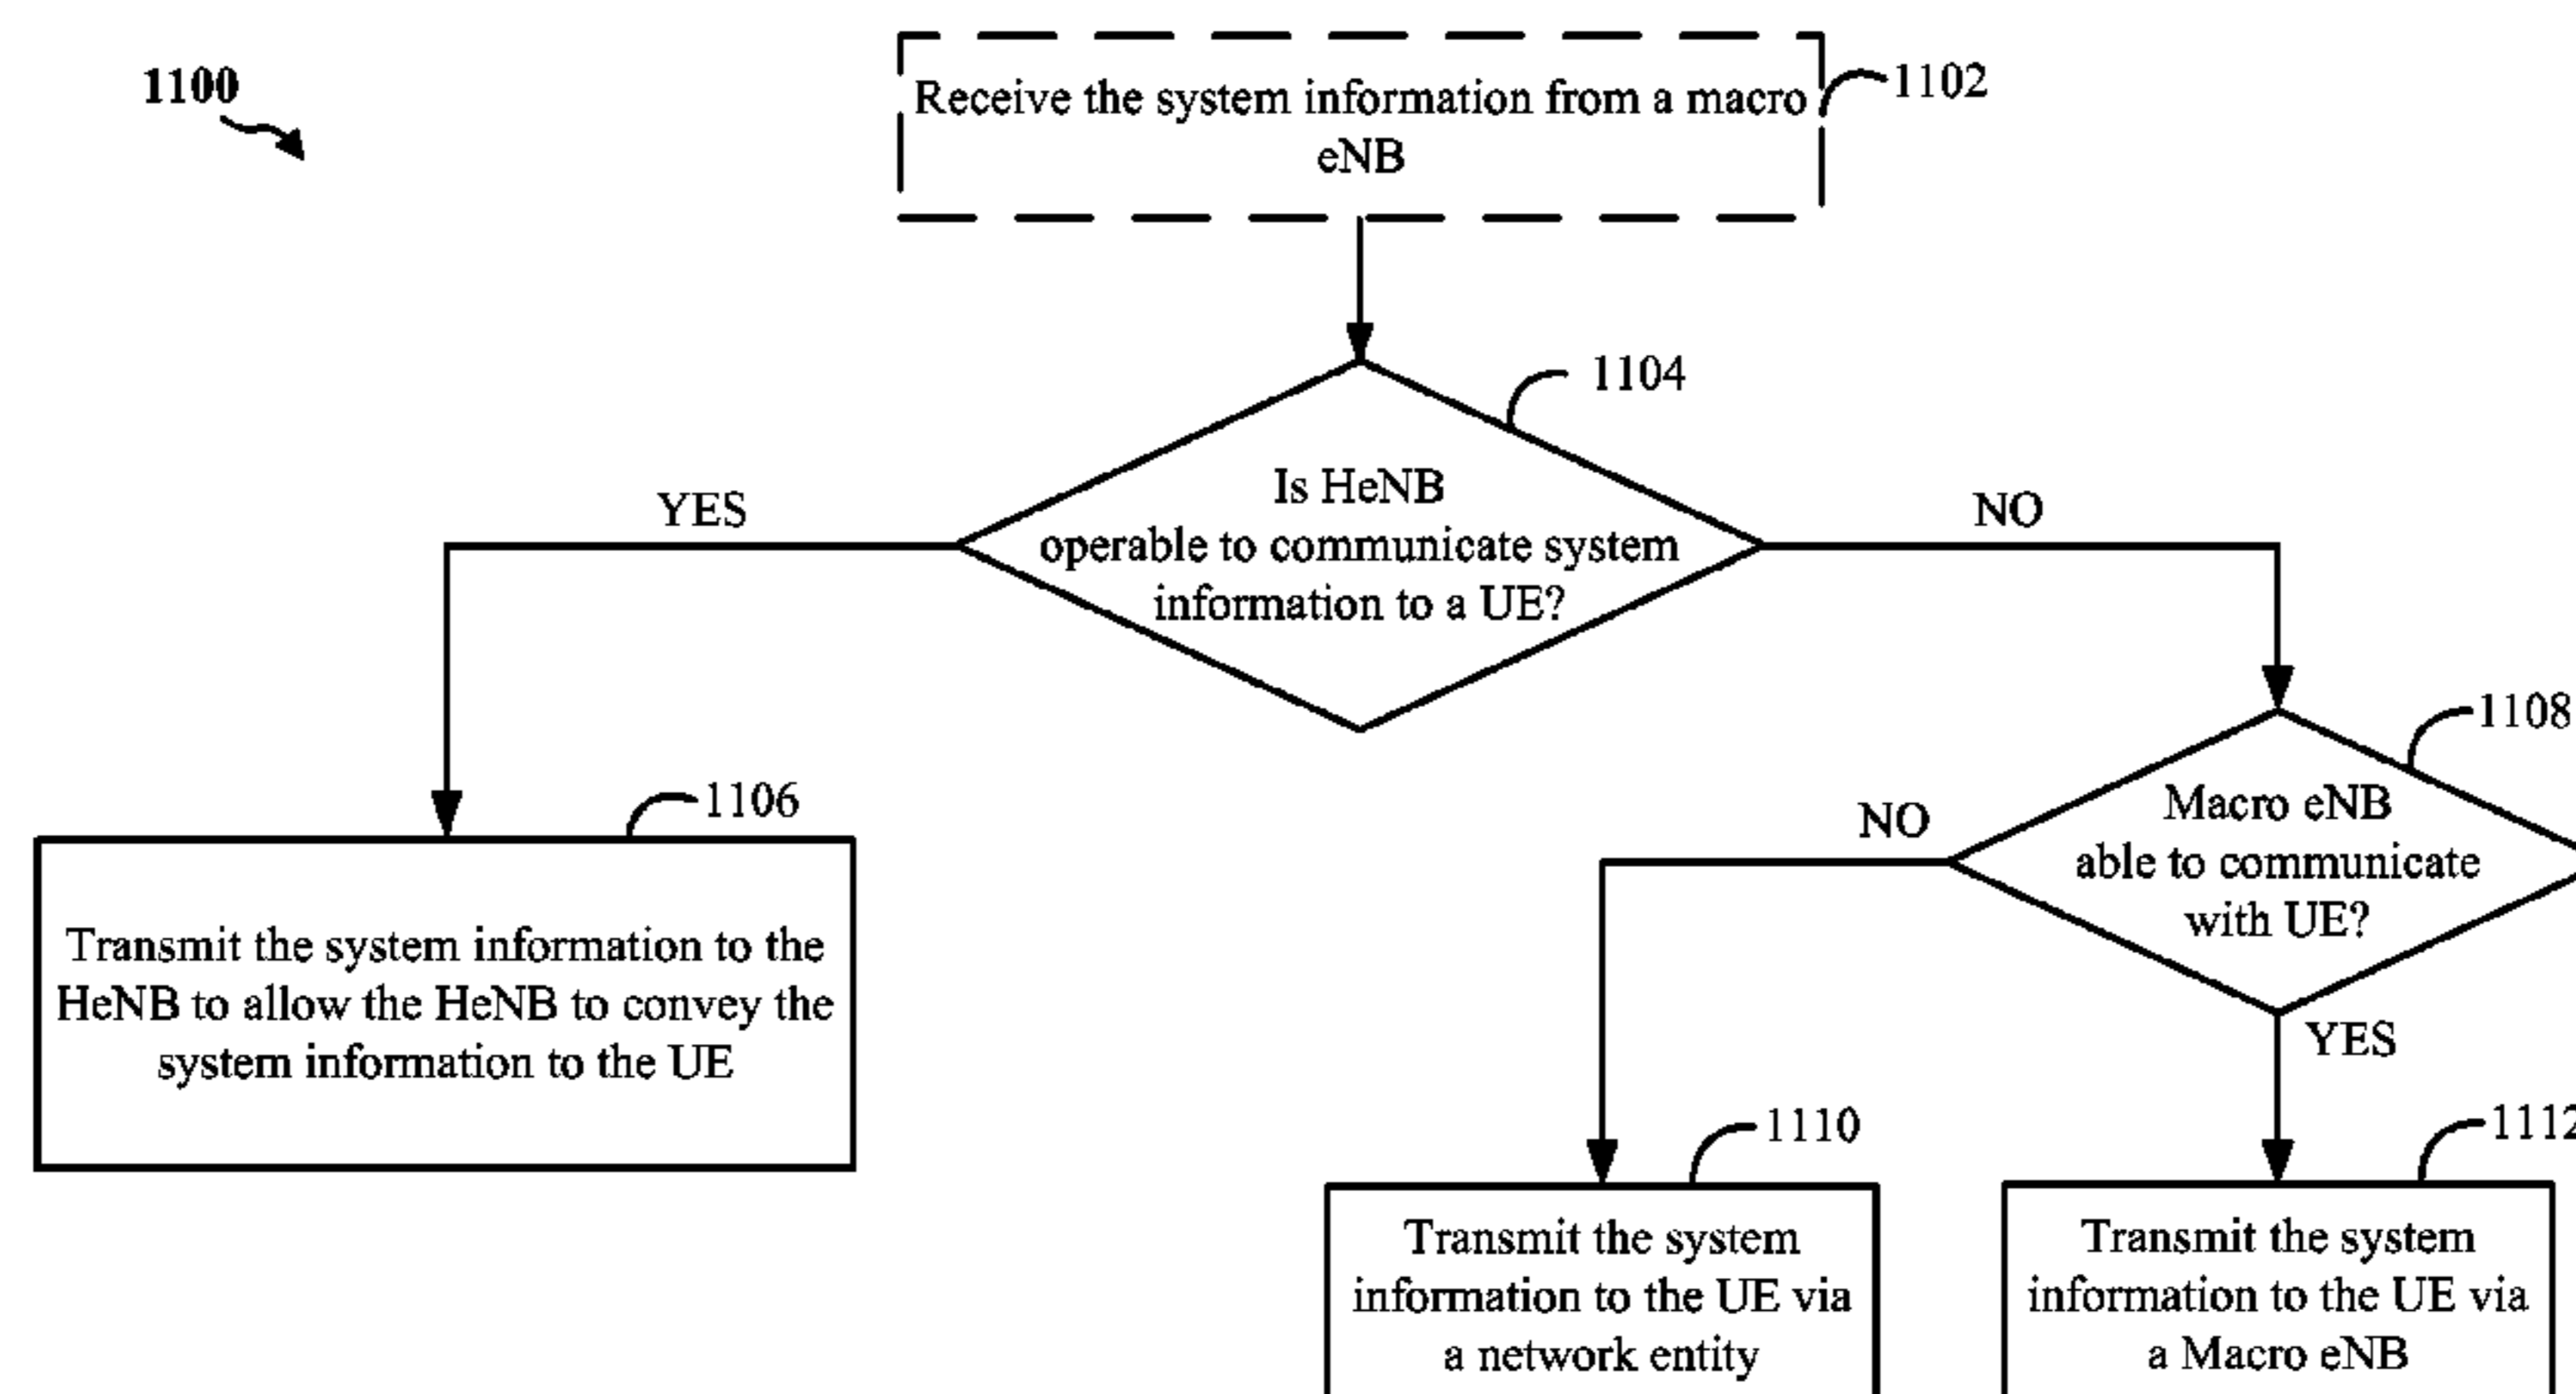 1100
Receive the system information from a macro
eNB
1102
1104
Is HeNB
operable to communicate system
information to a UE?
YES
NO
1106
Transmit the system information to the
HeNB to allow the HeNB to convey the
system information to the UE
1108
Macro eNB
able to communicate
with UE?
NO
YES
1110
Transmit the system
information to the UE via
a network entity
1112
Transmit the system
information to the UE via
a Macro eNB